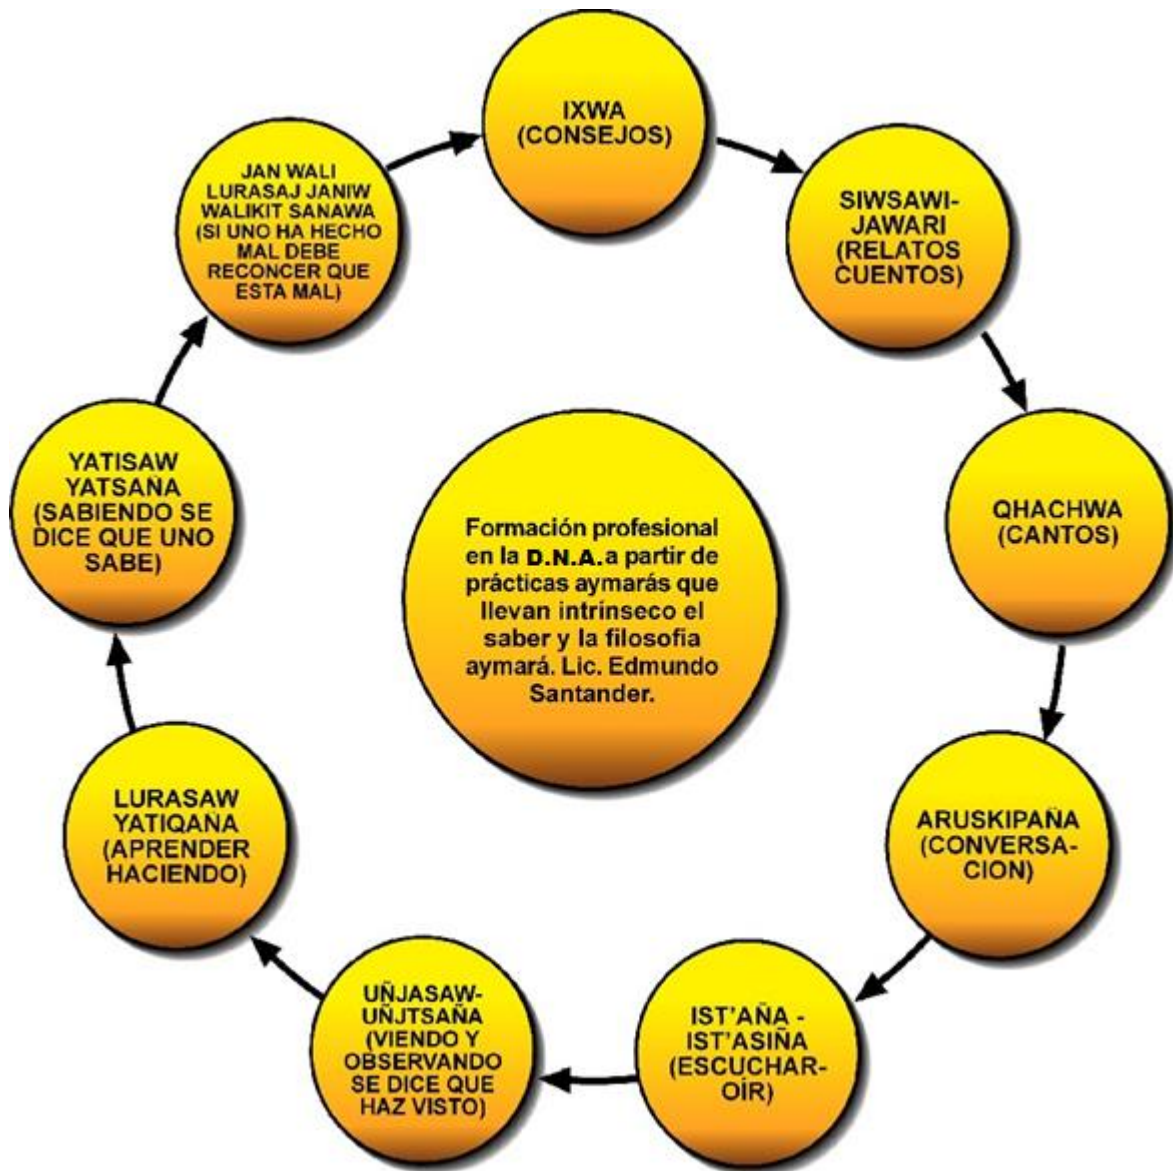 IXWA
(CONSEJOS)
SIWSAWI-
JAWARI
(RELATOS
CUENTOS)
QHACHWA
(CANTOS)
ARUSKIPAÑA
(CONVERSA-
CION)
IST'AÑA -
IST'ASIÑA
(ESCUCHAR-
OÍR)
UÑJASAW-
UÑJTSAÑA
(VIENDO Y
OBSERVANDO
SE DICE QUE
HAZ VISTO)
LURASAW
YATIQAÑA
(APRENDER
HACIENDO)
YATISAW
YATSAÑA
(SABIENDO SE
DICE QUE UNO
SABE)
JAN WALI
LURASAJ JANIW
WALIKIT SAÑAWA
(SI UNO HA HECHO
MAL DEBE
RECONCER QUE
ESTA MAL)
Formación profesional
en la D.N.A. a partir de
prácticas aymarás que
llevan intrínseco el
saber y la filosofia
aymará. Lic. Edmundo
Santander.